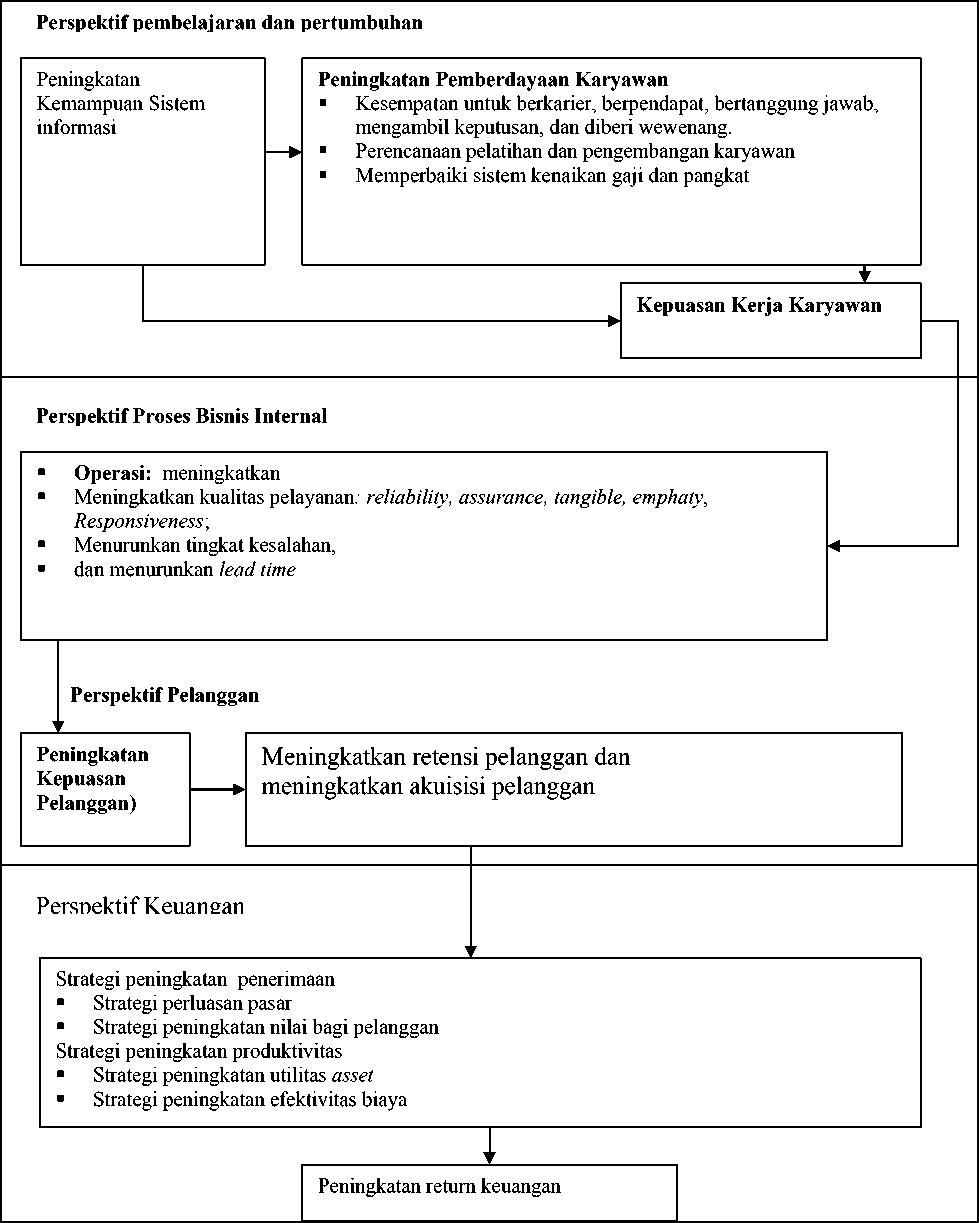 Perspektif pembelajaran dan pertumbuhan
Peningkatan
Kemampuan Sistem
informasi
Peningkatan Pemberdayaan Karyawan
▪ Kesempatan untuk berkarier, berpendapat, bertanggung jawab,
mengambil keputusan, dan diberi wewenang.
▪ Perencanaan pelatihan dan pengembangan karyawan
▪ Memperbaiki sistem kenaikan gaji dan pangkat
Kepuasan Kerja Karyawan
Perspektif Proses Bisnis Internal
▪ Operasi: meningkatkan
▪ Meningkatkan kualitas pelayanan: reliability, assurance, tangible, emphaty,
Responsiveness;
▪ Menurunkan tingkat kesalahan,
▪ dan menurunkan lead time
Perspektif Pelanggan
Peningkatan
Kepuasan
Pelanggan)
Meningkatkan retensi pelanggan dan
meningkatkan akuisisi pelanggan
Perspektif Keuangan
Strategi peningkatan penerimaan
▪ Strategi perluasan pasar
▪ Strategi peningkatan nilai bagi pelanggan
Strategi peningkatan produktivitas
▪ Strategi peningkatan utilitas asset
▪ Strategi peningkatan efektivitas biaya
Peningkatan return keuangan